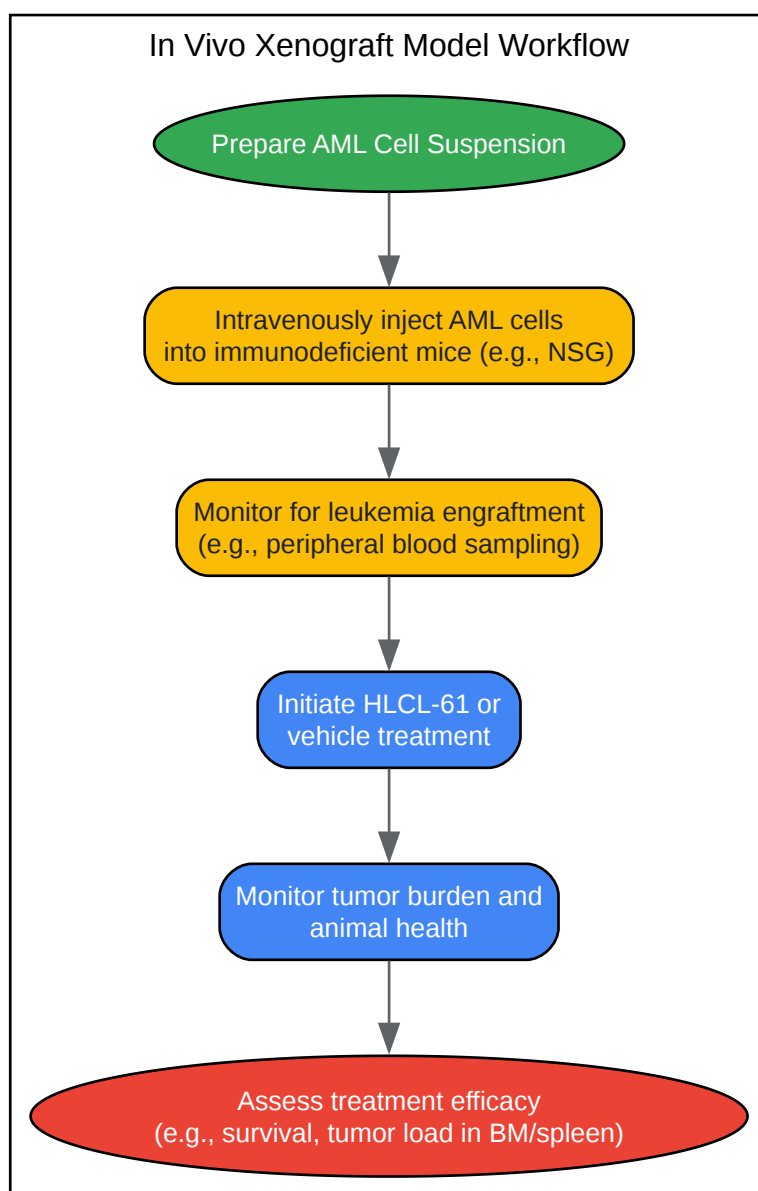 In Vivo Xenograft Model Workflow
Prepare AML Cell Suspension
Intravenously inject AML cells
into immunodeficient mice (e.g., NSG)
Monitor for leukemia engraftment
(e.g., peripheral blood sampling)
Initiate HLCL-61 or
vehicle treatment
Monitor tumor burden and
animal health
Assess treatment efficacy
(e.g., survival, tumor load in BM/spleen)